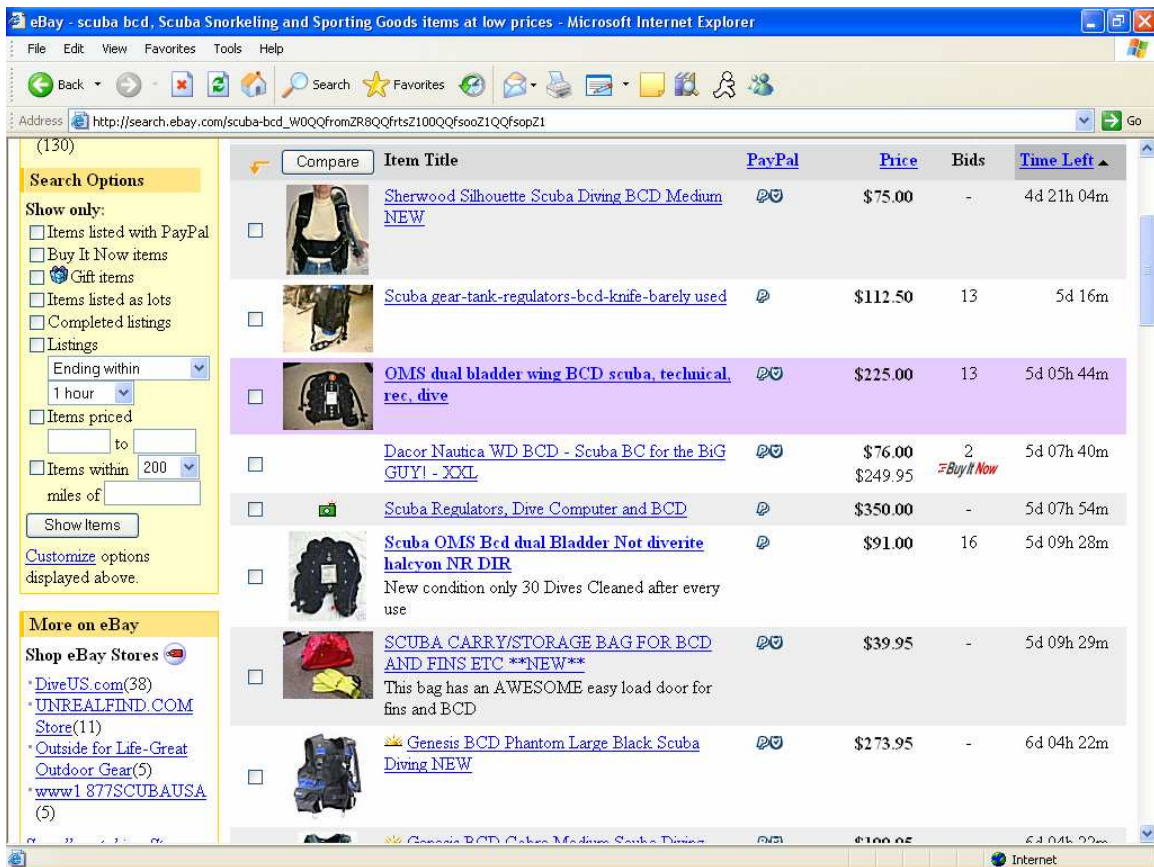 eBay - scuba bcd, Scuba Snorkeling and Sporting Goods items at low prices - Microsoft Internet Explorer
File Edit View Favorites Tools Help
Back Search Favorites
Address http://search.ebay.com/scuba-bcd_W0QQfromZR8QQfrtsZ100QQfsooZ1QQfsopZ1 Go
(130)
Search Options
Show only:
Items listed with PayPal
Buy It Now items
Gift items
Items listed as lots
Completed listings
Listings
Ending within
1 hour
Items priced
to
Items within 200
miles of
Show Items
Customize options
displayed above.
More on eBay
Shop eBay Stores
DiveUS.com(38)
UNREALFIND.COM
Store(11)
Outside for Life-Great
Outdoor Gear(5)
www1 877SCUBAUSA
(5)
Compare Item Title PayPal Price Bids Time Left
Sherwood Silhouette Scuba Diving BCD Medium $75.00 - 4d 21h 04m
NEW
Scuba gear-tank-regulators-bcd-knife-barely used $112.50 13 5d 16m
OMS dual bladder wing BCD scuba, technical, $225.00 13 5d 05h 44m
rec, dive
Dacor Nautica WD BCD - Scuba BC for the BiG $76.00 2 5d 07h 40m
GUY! - XXL $249.95 Buy It Now
Scuba Regulators, Dive Computer and BCD $350.00 - 5d 07h 54m
Scuba OMS Bcd dual Bladder Not diverite $91.00 16 5d 09h 28m
halcyon NR DIR
New condition only 30 Dives Cleaned after every
use
SCUBA CARRY/STORAGE BAG FOR BCD $39.95 - 5d 09h 29m
AND FINS ETC **NEW**
This bag has an AWESOME easy load door for
fins and BCD
Genesis BCD Phantom Large Black Scuba $273.95 - 6d 04h 22m
Diving NEW
Genesis BCD Cobra Medium Scuba Diving 6d 04h 22m
Internet